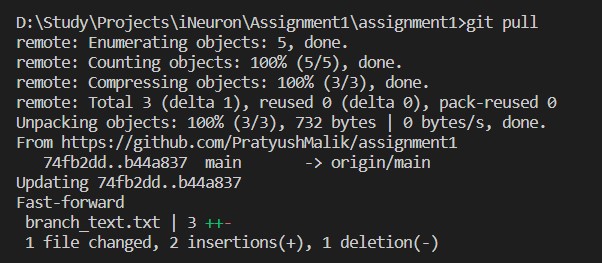 D:\Study\Projects\iNeuron\Assignment1\assignment1>git pull
remote: Enumerating objects: 5, done.
remote: Counting objects: 100% (5/5), done.
remote: Compressing objects: 100% (3/3), done.
remote: Total 3 (delta 1), reused 0 (delta 0), pack-reused 0
Unpacking objects: 100% (3/3), 732 bytes | 0 bytes/s, done.
From https://github.com/PratyushMalik/assignment1
   74fb2dd..b44a837  main       -> origin/main
Updating 74fb2dd..b44a837
Fast-forward
 branch_text.txt | 3 ++-
 1 file changed, 2 insertions(+), 1 deletion(-)